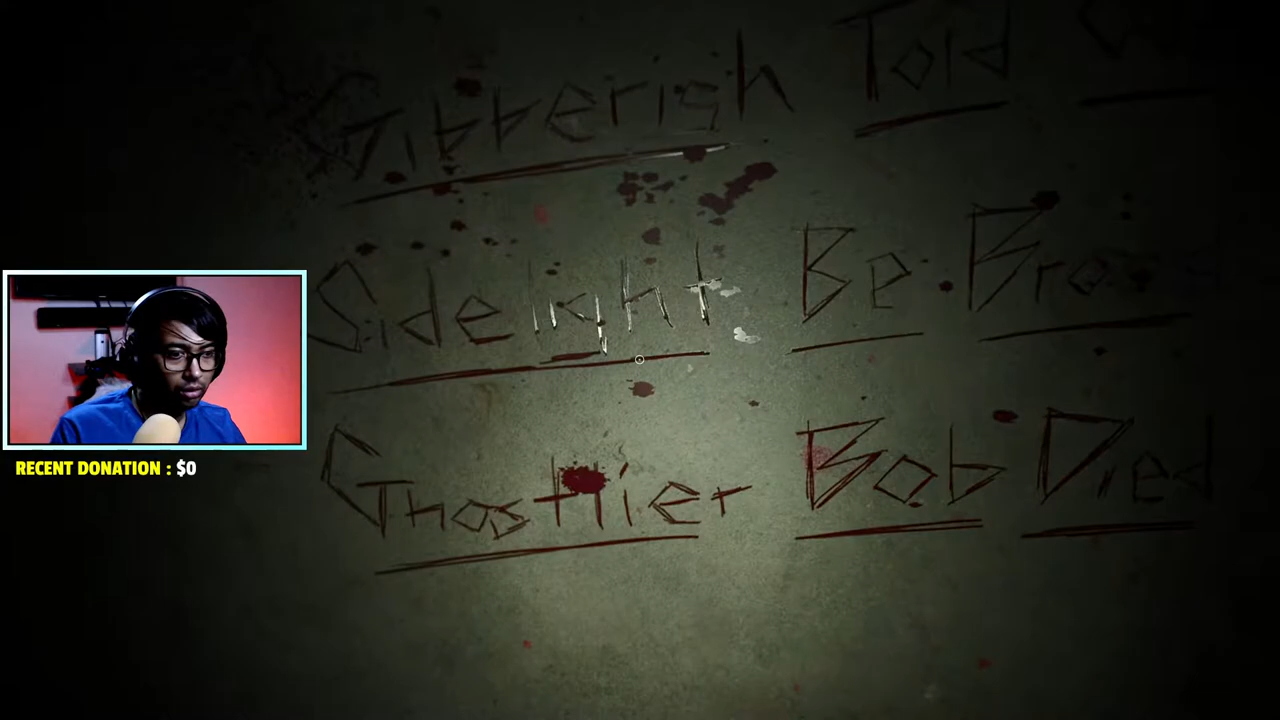 Gibberish Told
Sidelight Be
Ghostlier Bob Died
RECENT DONATION : $0